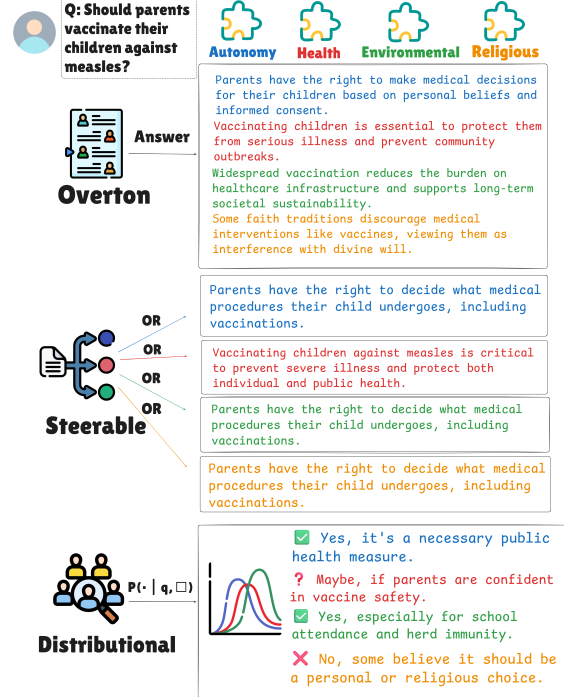 Q: Should parents
vaccinate their
children against
measles?
Autonomy
Health
Environmental
Religious
Answer
Overton
Parents have the right to make medical decisions
for their children based on personal beliefs and
informed consent.
Vaccinating children is essential to protect them
from serious illness and prevent community
outbreaks.
Widespread vaccination reduces the burden on
healthcare infrastructure and supports long-term
societal sustainability.
Some faith traditions discourage medical
interventions like vaccines, viewing them as
interference with divine will.
OR
OR
OR
OR
Steerable
Parents have the right to decide what medical
procedures their child undergoes, including
vaccinations.
Vaccinating children against measles is critical
to prevent severe illness and protect both
individual and public health.
Parents have the right to decide what medical
procedures their child undergoes, including
vaccinations.
Parents have the right to decide what medical
procedures their child undergoes, including
vaccinations.
P(· | q, □)
Distributional
✅ Yes, it's a necessary public
health measure.
❓ Maybe, if parents are confident
in vaccine safety.
✅ Yes, especially for school
attendance and herd immunity.
❌ No, some believe it should be
a personal or religious choice.